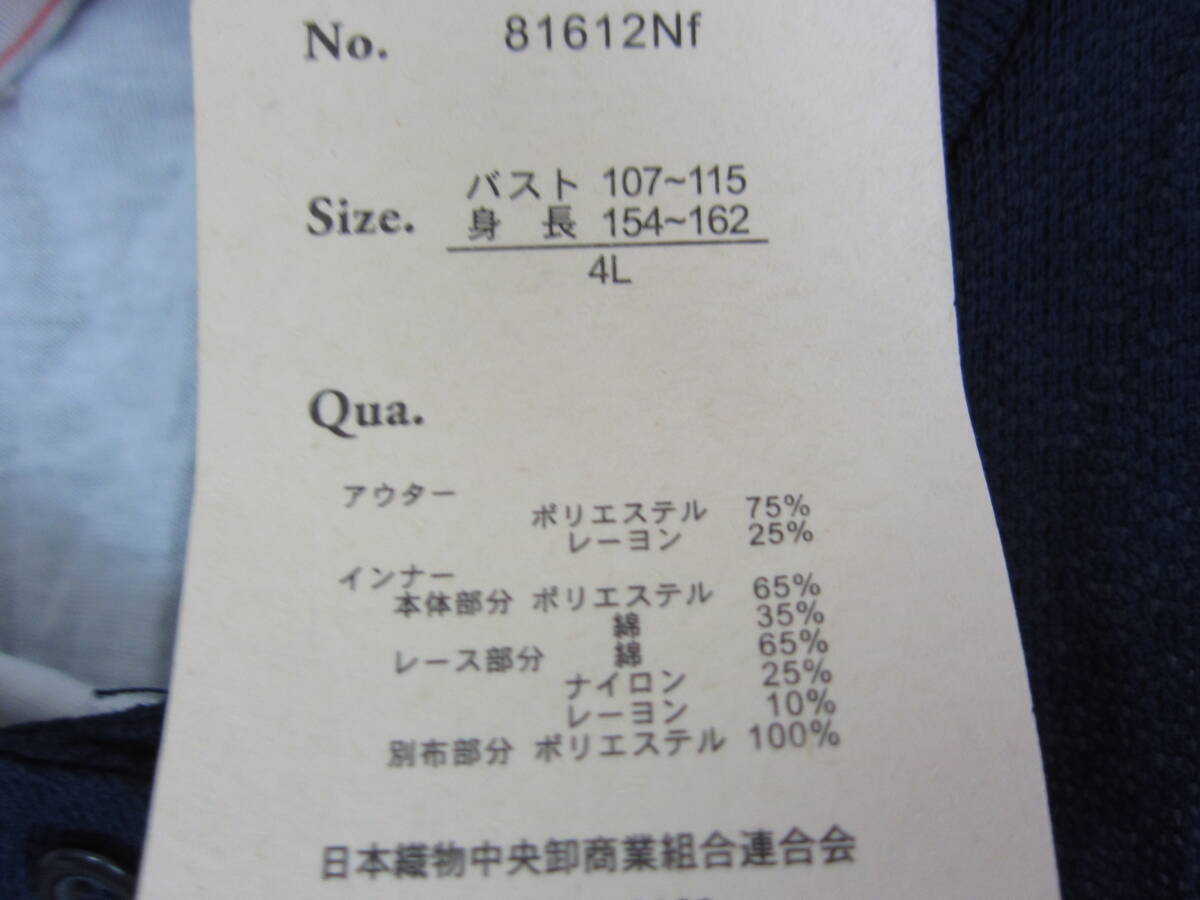 No. 81612Nf
Size. バスト 107~115
身 長 154~162
4L
Qua.
アウター
ポリエステル 75%
レーヨン 25%
インナー
本体部分 ポリエステル 65%
綿 35%
レース部分 綿 65%
ナイロン 25%
レーヨン 10%
別布部分 ポリエステル 100%
日本織物中央卸商業組合連合会